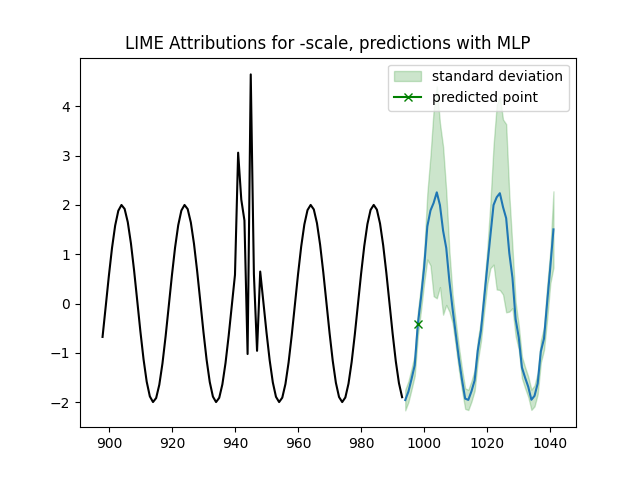 LIME Attributions for -scale, predictions with MLP
standard deviation
predicted point
4
3
2
1
0
−1
−2
900 920 940 960 980 1000 1020 1040